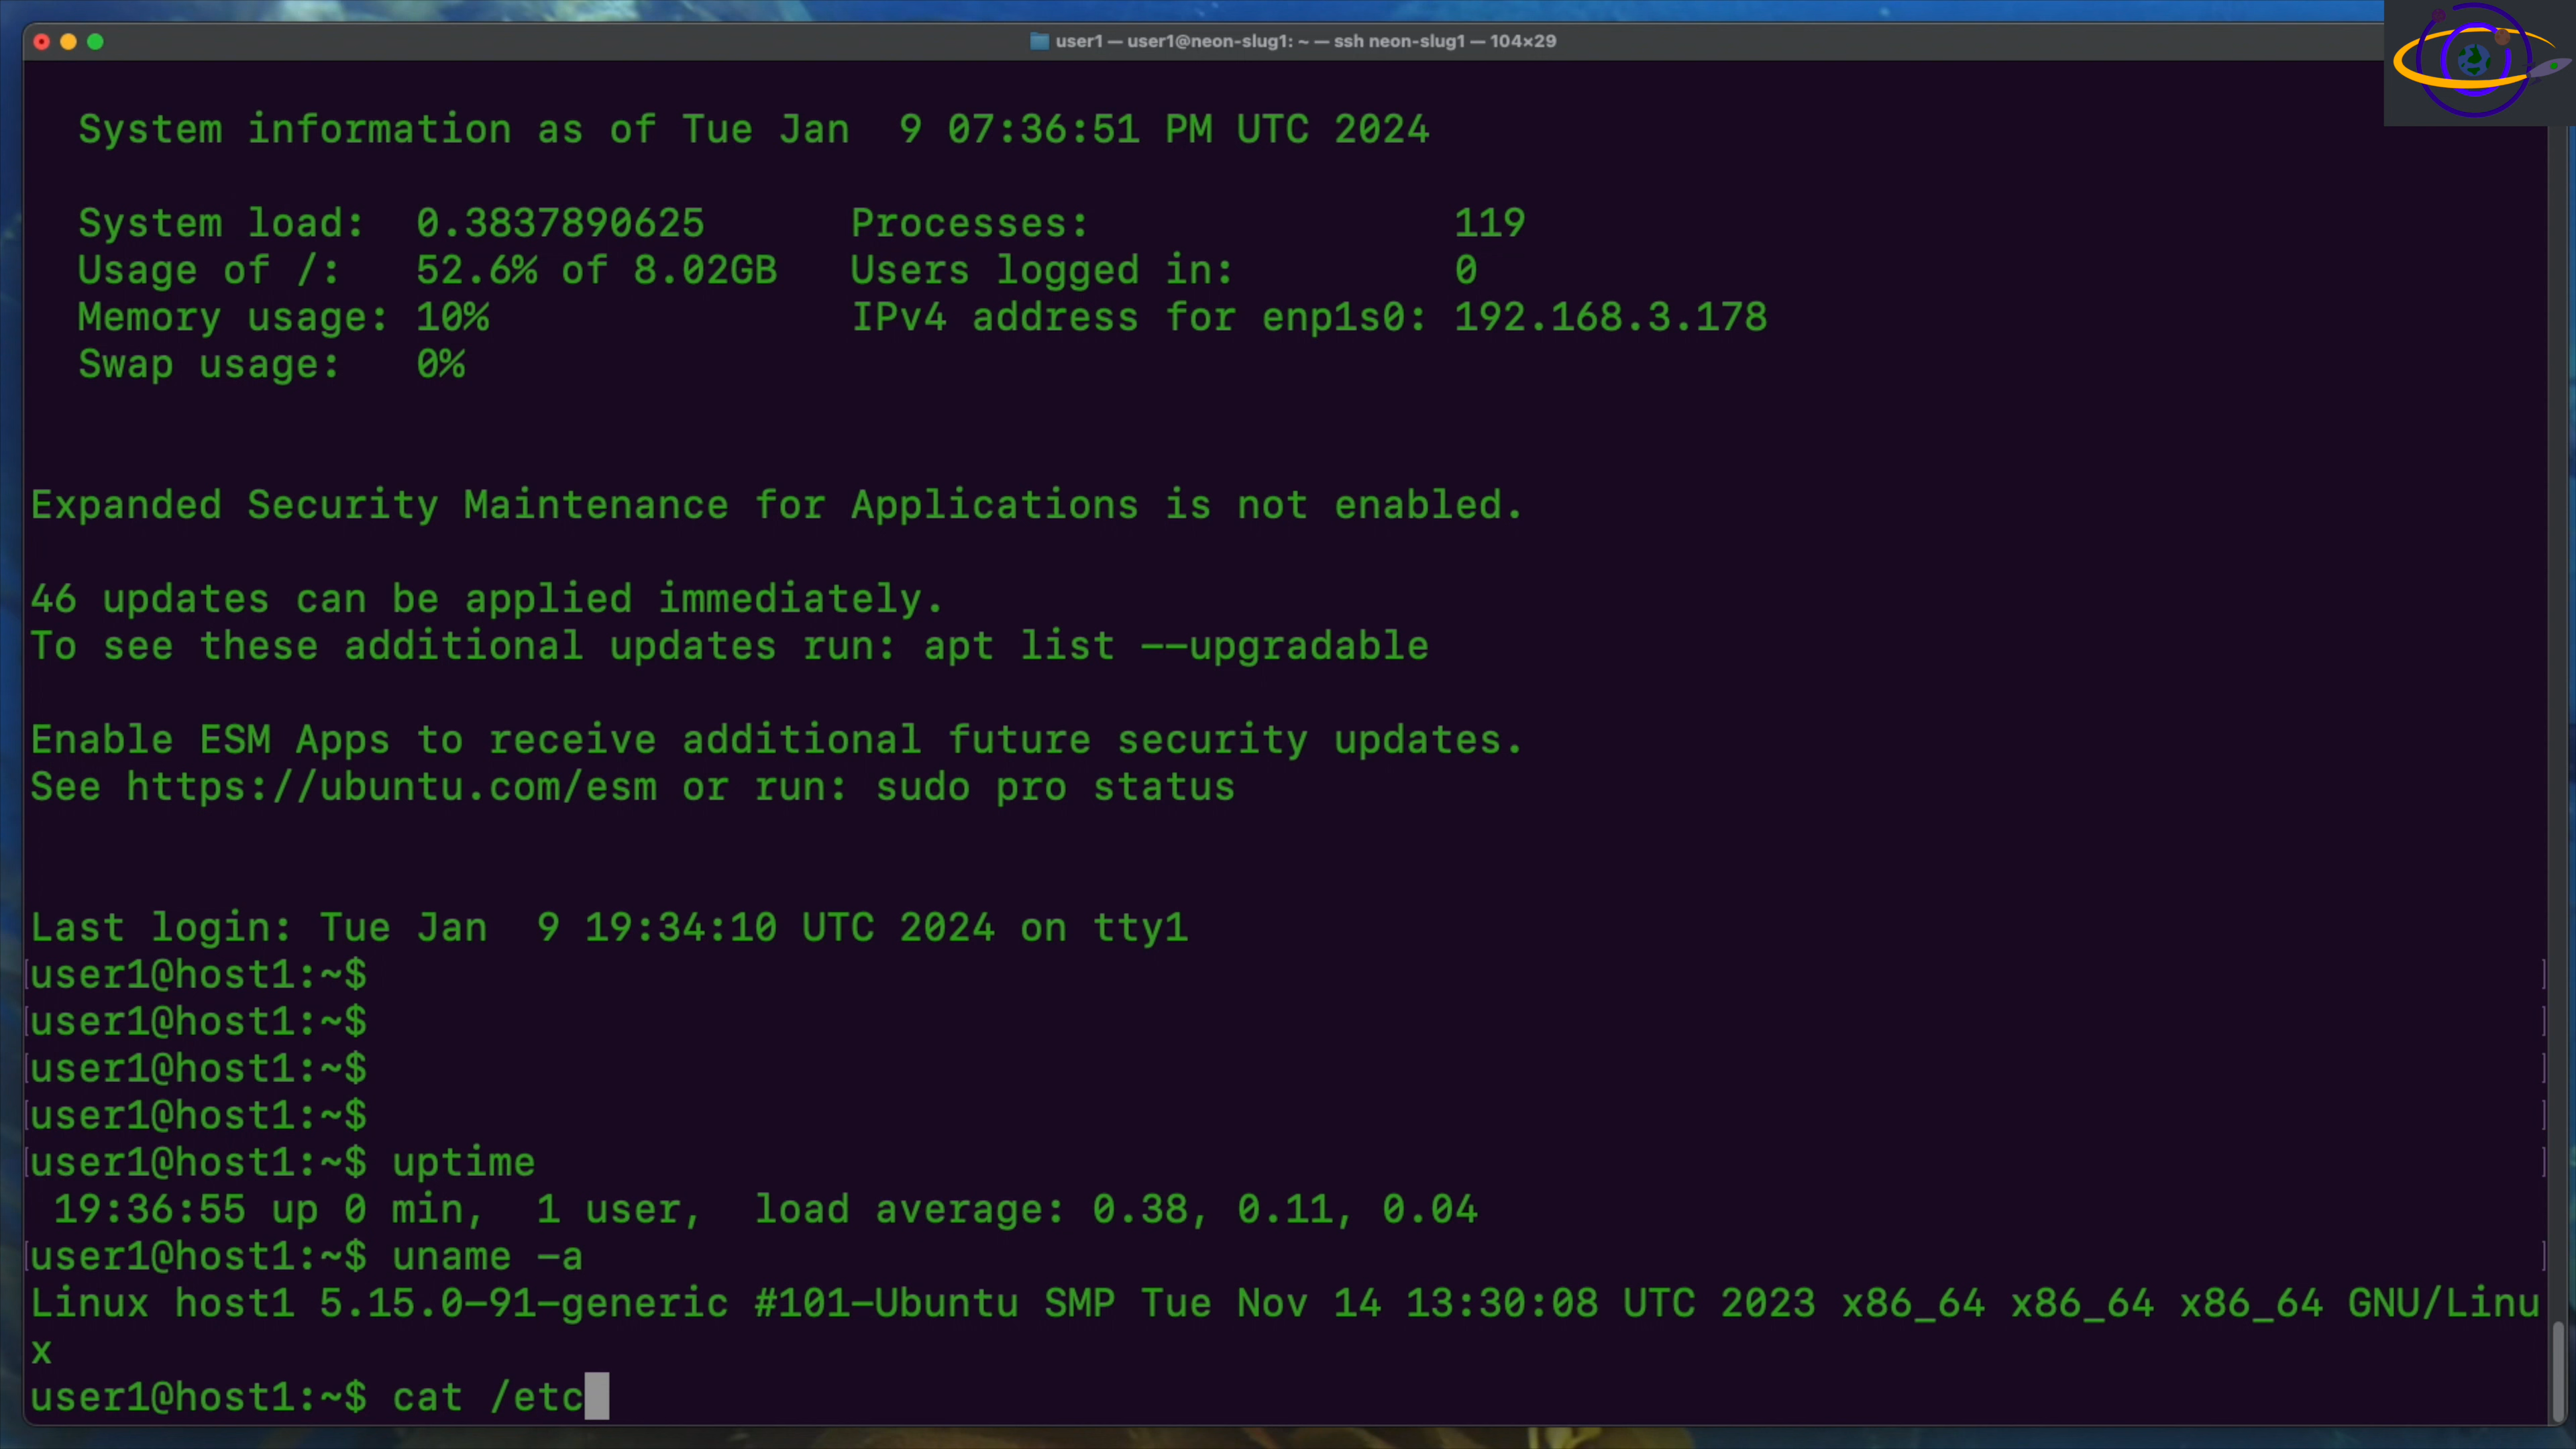 user1 — user1@neon-slug1: ~ — ssh neon-slug1 — 104×29
System information as of Tue Jan  9 07:36:51 PM UTC 2024
System load:  0.3837890625      Processes:               119
Usage of /:   52.6% of 8.02GB   Users logged in:         0
Memory usage: 10%               IPv4 address for enp1s0: 192.168.3.178
Swap usage:   0%
Expanded Security Maintenance for Applications is not enabled.
46 updates can be applied immediately.
To see these additional updates run: apt list --upgradable
Enable ESM Apps to receive additional future security updates.
See https://ubuntu.com/esm or run: sudo pro status
Last login: Tue Jan  9 19:34:10 UTC 2024 on tty1
[user1@host1:~$ ]
[user1@host1:~$ ]
[user1@host1:~$ ]
[user1@host1:~$ ]
[user1@host1:~$ uptime ]
 19:36:55 up 0 min,  1 user,  load average: 0.38, 0.11, 0.04
[user1@host1:~$ uname -a ]
Linux host1 5.15.0-91-generic #101-Ubuntu SMP Tue Nov 14 13:30:08 UTC 2023 x86_64 x86_64 x86_64 GNU/Linu
x
user1@host1:~$ cat /etc